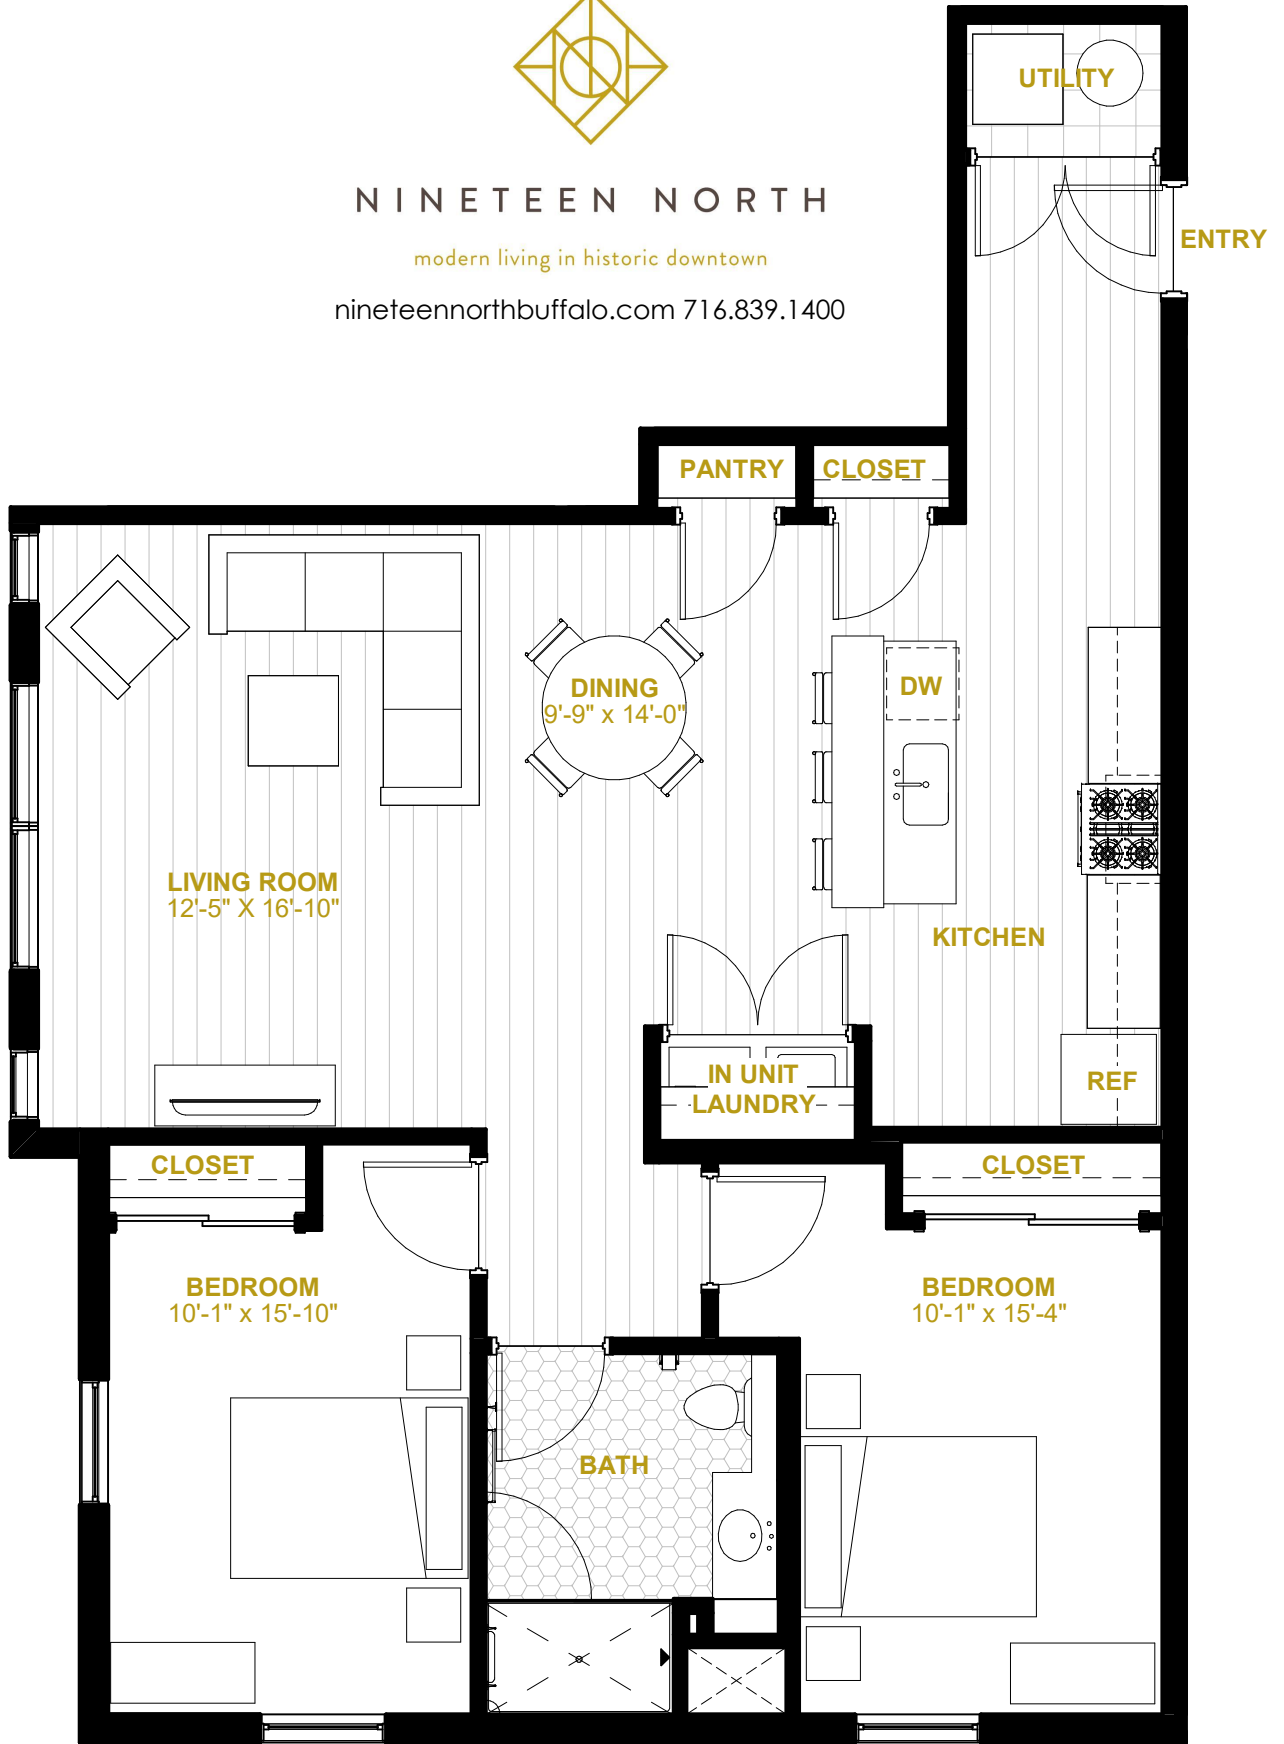 NINETEEN NORTH
modern living in historic downtown
nineteennorthbuffalo.com 716.839.1400
UTILITY
ENTRY
PANTRY
CLOSET
DINING
9'-9" x 14'-0"
DW
LIVING ROOM
12'-5" X 16'-10"
KITCHEN
IN UNIT
LAUNDRY
REF
CLOSET
CLOSET
BEDROOM
10'-1" x 15'-10"
BEDROOM
10'-1" x 15'-4"
BATH